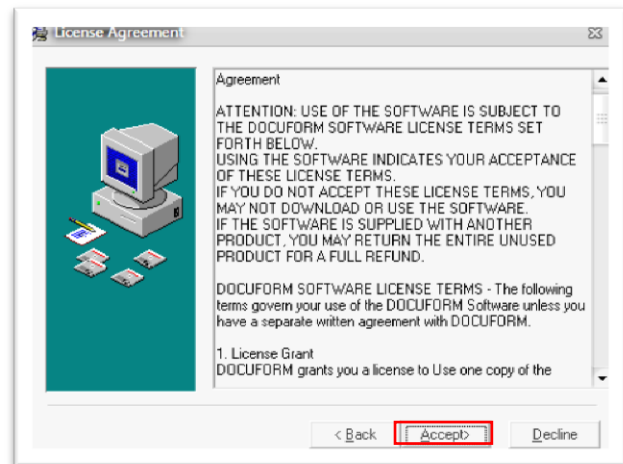 License Agreement
Agreement
ATTENTION: USE OF THE SOFTWARE IS SUBJECT TO
THE DOCUFORM SOFTWARE LICENSE TERMS SET
FORTH BELOW.
USING THE SOFTWARE INDICATES YOUR ACCEPTANCE
OF THESE LICENSE TERMS.
IF YOU DO NOT ACCEPT THESE LICENSE TERMS, YOU
MAY NOT DOWNLOAD OR USE THE SOFTWARE.
IF THE SOFTWARE IS SUPPLIED WITH ANOTHER
PRODUCT, YOU MAY RETURN THE ENTIRE UNUSED
PRODUCT FOR A FULL REFUND.
DOCUFORM SOFTWARE LICENSE TERMS - The following
terms govern your use of the DOCUFORM Software unless you
have a separate written agreement with DOCUFORM.
1. License Grant
DOCUFORM grants you a license to Use one copy of the
< Back Accept> Decline